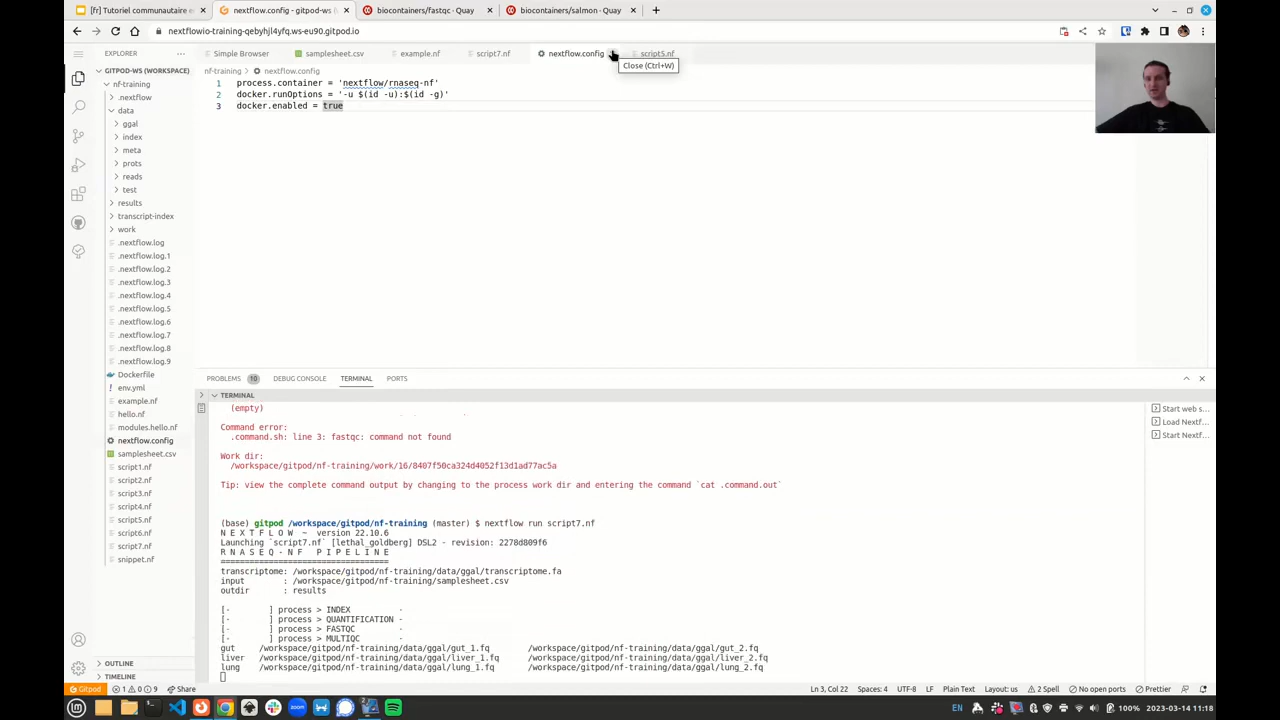 [fr] Tutoriel communautaire e
nextflow.config - gitpod-ws (
biocontainers/fastqc · Quay
biocontainers/salmon · Quay
nextflowio-training-qebyhjl4yfq.ws-eu90.gitpod.io
EXPLORER
Simple Browser
samplesheet.csv
example.nf
script7.nf
nextflow.config
script5.nf
Close (Ctrl+W)
GITPOD-WS (WORKSPACE)
nf-training > nextflow.config
nf-training
.nextflow
data
ggal
index
meta
prots
reads
test
results
transcript-index
work
.nextflow.log
.nextflow.log.1
.nextflow.log.2
.nextflow.log.3
.nextflow.log.4
.nextflow.log.5
.nextflow.log.6
.nextflow.log.7
.nextflow.log.8
.nextflow.log.9
Dockerfile
env.yml
example.nf
hello.nf
modules.hello.nf
nextflow.config
samplesheet.csv
script1.nf
script2.nf
script3.nf
script4.nf
script5.nf
script6.nf
script7.nf
snippet.nf
OUTLINE
TIMELINE
1 process.container = 'nextflow/rnaseq-nf'
2 docker.runOptions = '-u $(id -u):$(id -g)'
3 docker.enabled = true
PROBLEMS 10 DEBUG CONSOLE TERMINAL PORTS
TERMINAL
(empty)
Command error:
.command.sh: line 3: fastqc: command not found
Work dir:
/workspace/gitpod/nf-training/work/16/8407f50ca324d4052f13d1ad77ac5a
Tip: view the complete command output by changing to the process work dir and entering the command `cat .command.out`
(base) gitpod /workspace/gitpod/nf-training (master) $ nextflow run script7.nf
N E X T F L O W ~ version 22.10.6
Launching `script7.nf` [lethal_goldberg] DSL2 - revision: 2278d809f6
R N A S E Q - N F   P I P E L I N E
===================================
transcriptome: /workspace/gitpod/nf-training/data/ggal/transcriptome.fa
input : /workspace/gitpod/nf-training/samplesheet.csv
outdir : results
[- ] process > INDEX -
[- ] process > QUANTIFICATION -
[- ] process > FASTQC -
[- ] process > MULTIQC -
gut /workspace/gitpod/nf-training/data/ggal/gut_1.fq /workspace/gitpod/nf-training/data/ggal/gut_2.fq
liver /workspace/gitpod/nf-training/data/ggal/liver_1.fq /workspace/gitpod/nf-training/data/ggal/liver_2.fq
lung /workspace/gitpod/nf-training/data/ggal/lung_1.fq /workspace/gitpod/nf-training/data/ggal/lung_2.fq
Start web s...
Load Nextf...
Start Nextf...
Gitpod 1 0 9 Share
Ln 3, Col 22 Spaces: 4 UTF-8 LF Plain Text Layout: us 2 Spell No open ports Prettier
EN 100% 2023-03-14 11:18